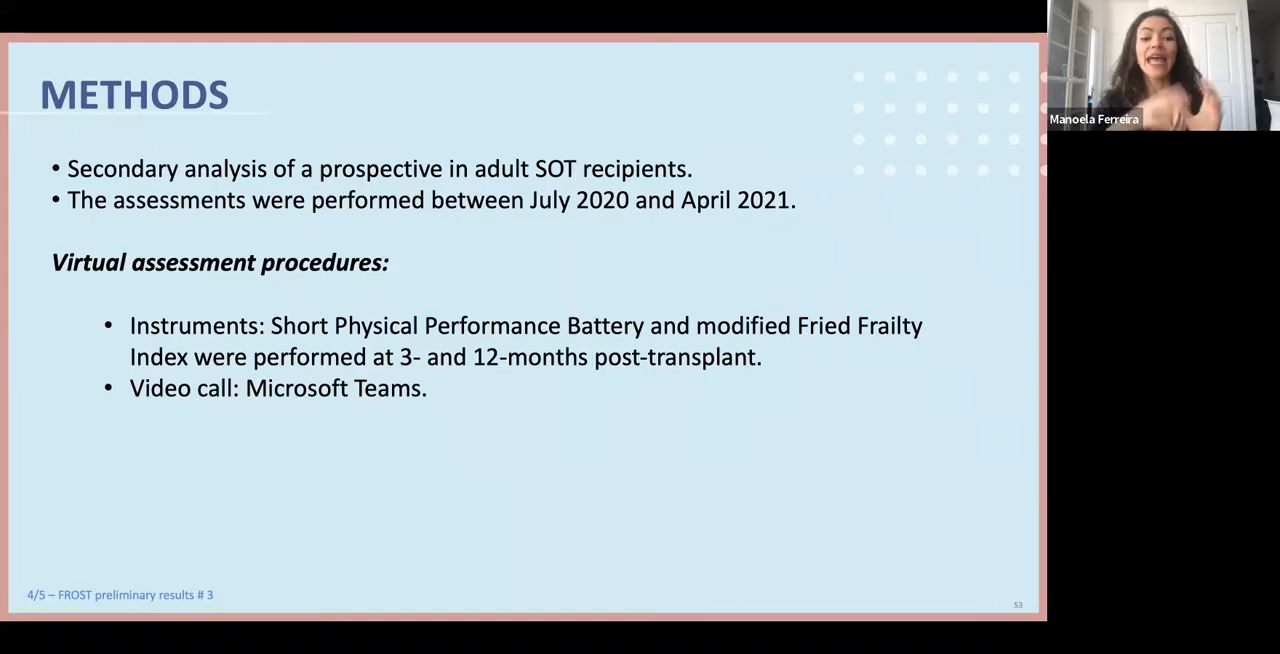 METHODS
• Secondary analysis of a prospective in adult SOT recipients.
• The assessments were performed between July 2020 and April 2021.
Virtual assessment procedures:
• Instruments: Short Physical Performance Battery and modified Fried Frailty
Index were performed at 3- and 12-months post-transplant.
• Video call: Microsoft Teams.
4/5 – FROST preliminary results # 3
53
Manoela Ferreira